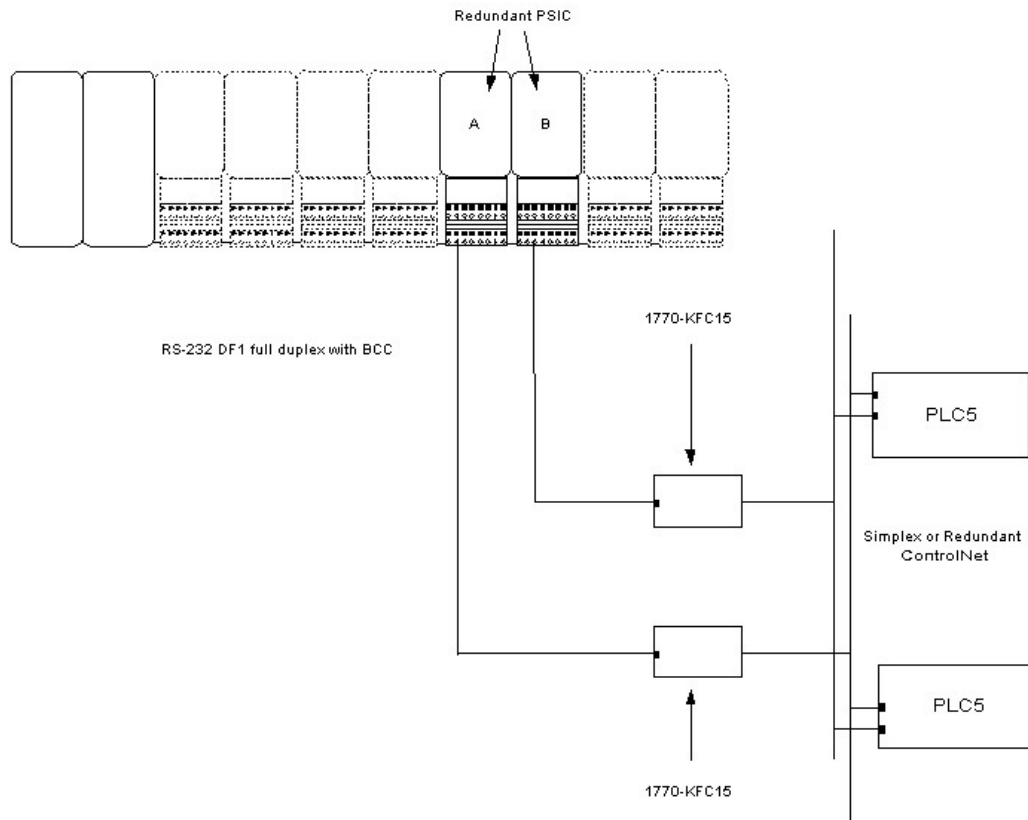 Redundant PSIC
A
B
1770-KFC15
RS-232 DF1 full duplex with BCC
PLC5
Simplex or Redundant
ControlNet
PLC5
1770-KFC15